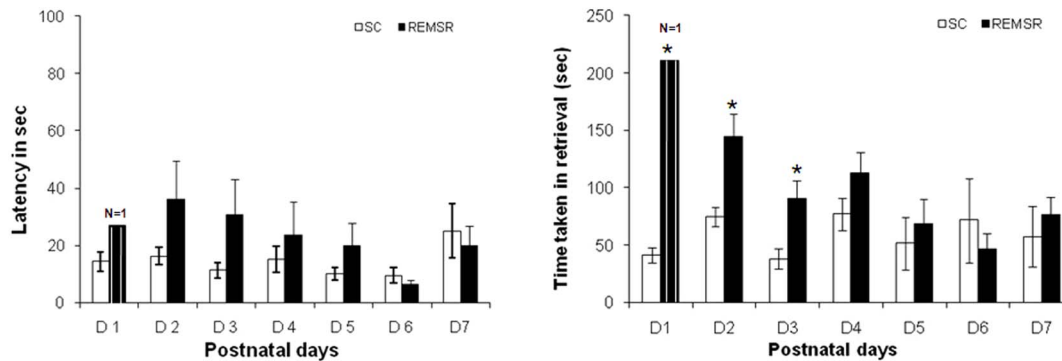 100
80
60
40
20
0
Latency in sec
SC REMSR
N=1
D 1 D 2 D 3 D 4 D 5 D 6 D7
Postnatal days
250
200
150
100
50
0
Time taken in retrieval (sec)
SC REMSR
N=1
*
*
*
D1 D2 D3 D4 D5 D6 D7
Postnatal days